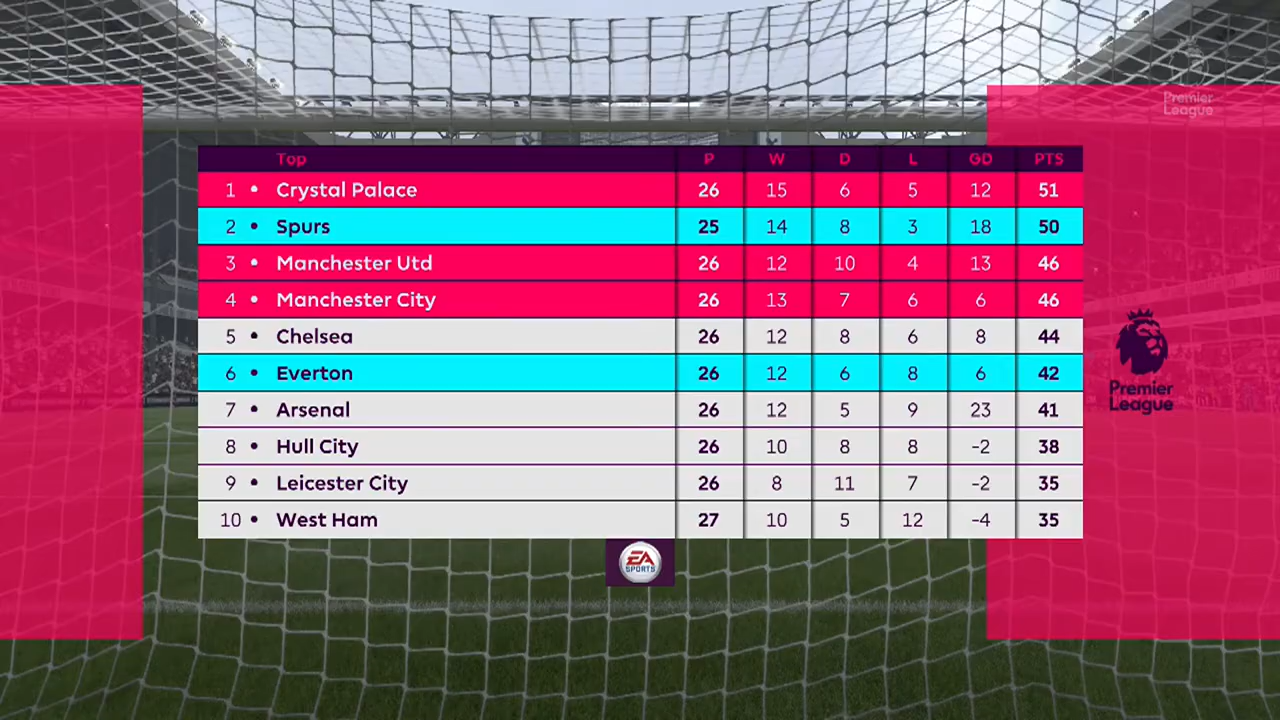 Premier
League
Top P W D L GD PTS
1 • Crystal Palace 26 15 6 5 12 51
2 • Spurs 25 14 8 3 18 50
3 • Manchester Utd 26 12 10 4 13 46
4 • Manchester City 26 13 7 6 6 46
5 • Chelsea 26 12 8 6 8 44
6 • Everton 26 12 6 8 6 42
7 • Arsenal 26 12 5 9 23 41
8 • Hull City 26 10 8 8 -2 38
9 • Leicester City 26 8 11 7 -2 35
10 • West Ham 27 10 5 12 -4 35
Premier
League
EA
SPORTS